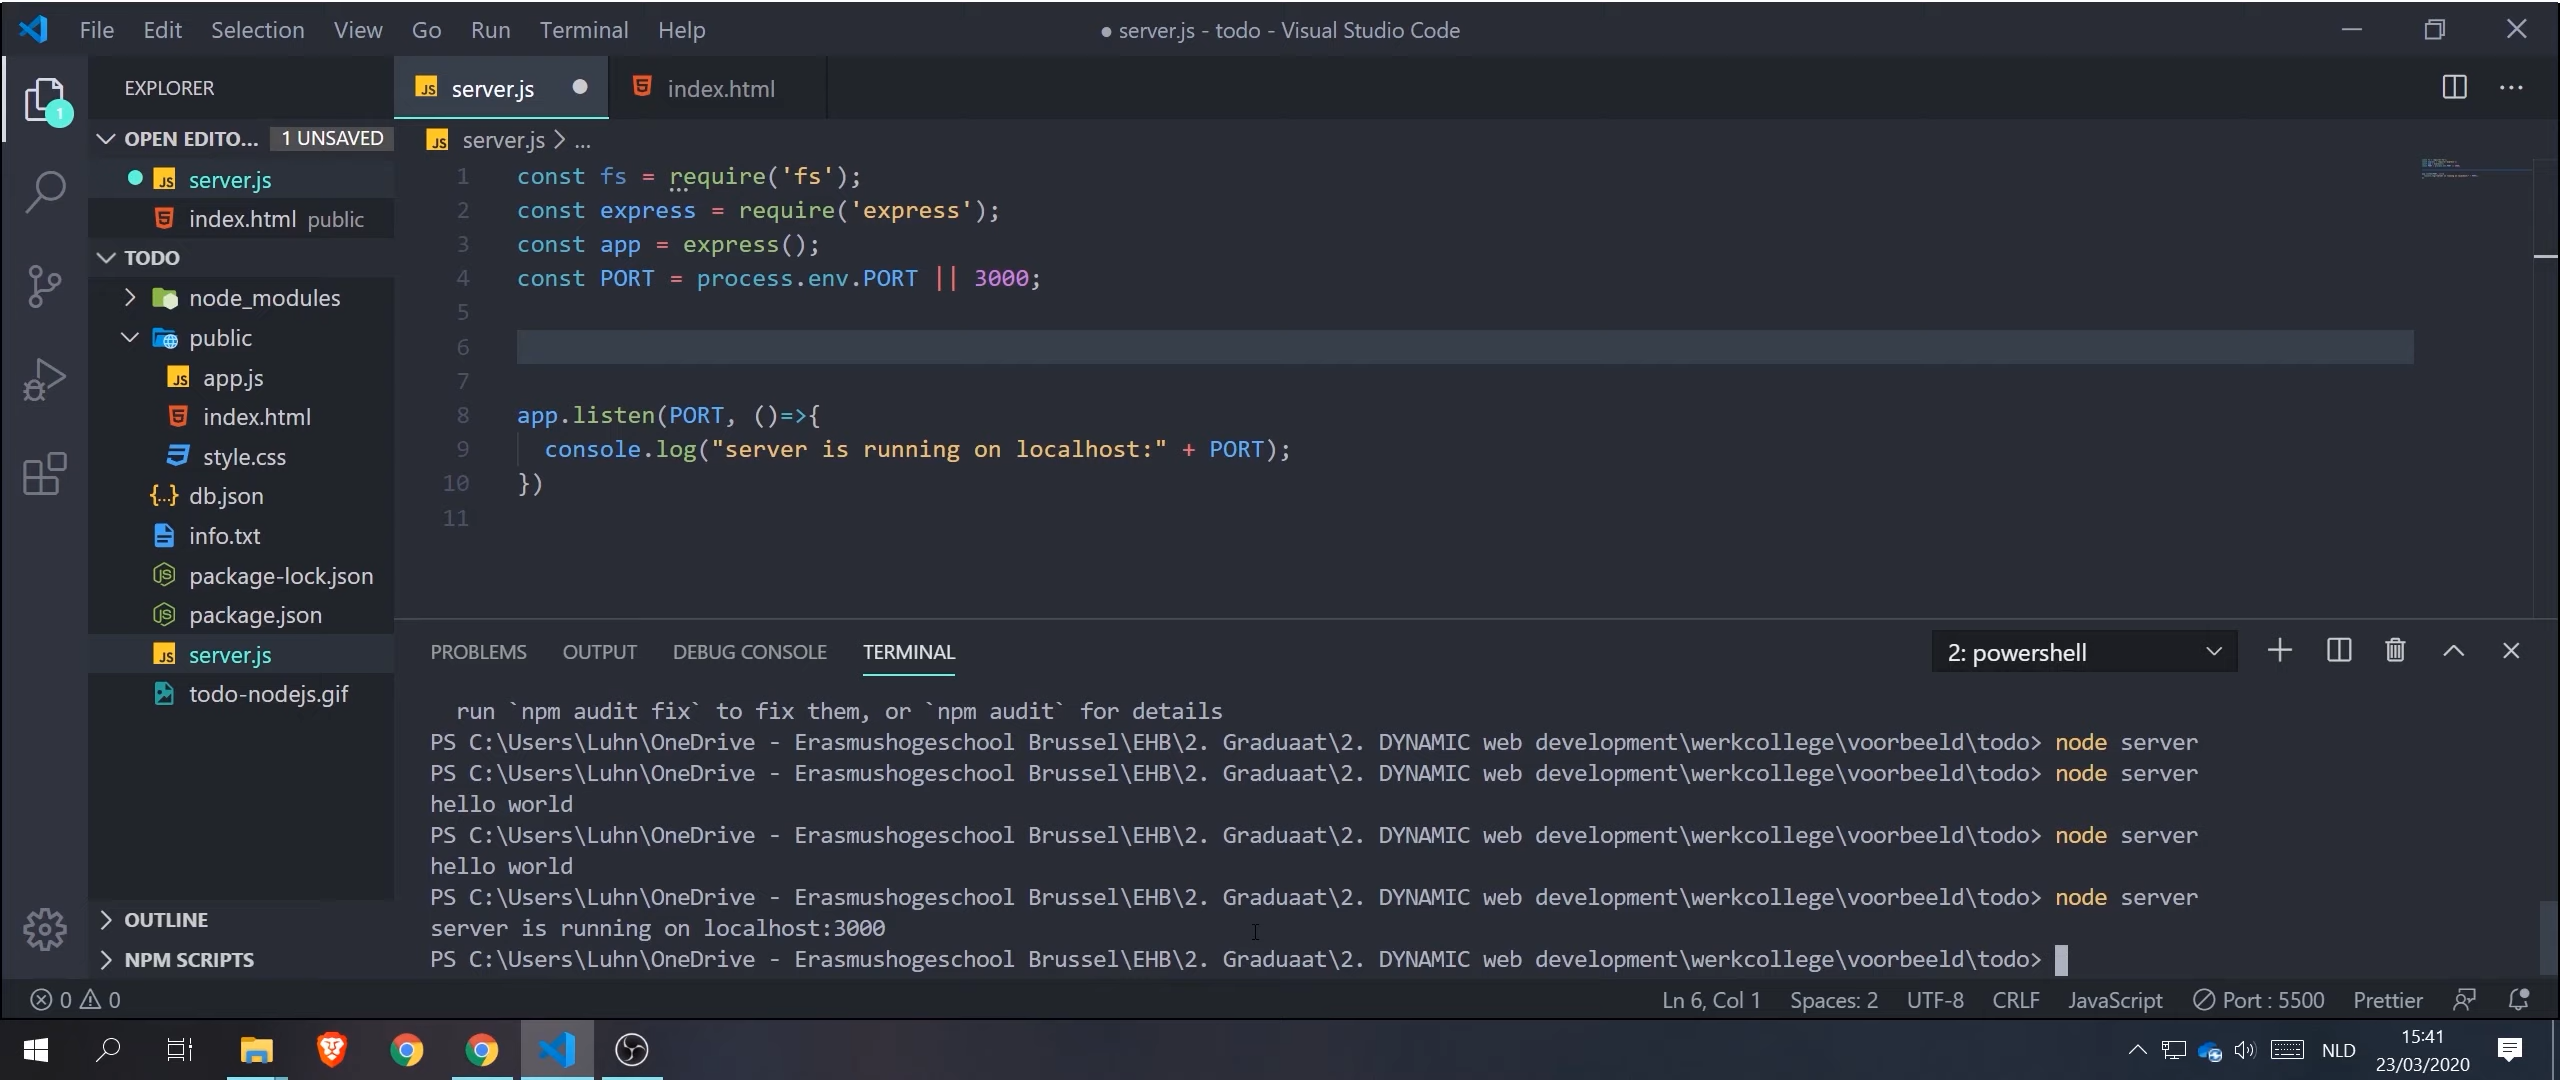 File Edit Selection View Go Run Terminal Help
● server.js - todo - Visual Studio Code
EXPLORER
OPEN EDITO... 1 UNSAVED
server.js
index.html public
TODO
node_modules
public
app.js
index.html
style.css
db.json
info.txt
package-lock.json
package.json
server.js
todo-nodejs.gif
OUTLINE
NPM SCRIPTS
server.js index.html
server.js > ...
1 const fs = require('fs');
2 const express = require('express');
3 const app = express();
4 const PORT = process.env.PORT || 3000;
5
6
7
8 app.listen(PORT, ()=>{
9 console.log("server is running on localhost:" + PORT);
10 })
11
PROBLEMS OUTPUT DEBUG CONSOLE TERMINAL 2: powershell
run `npm audit fix` to fix them, or `npm audit` for details
PS C:\Users\Luhn\OneDrive - Erasmushogeschool Brussel\EHB\2. Graduaat\2. DYNAMIC web development\werkcollege\voorbeeld\todo> node server
PS C:\Users\Luhn\OneDrive - Erasmushogeschool Brussel\EHB\2. Graduaat\2. DYNAMIC web development\werkcollege\voorbeeld\todo> node server
hello world
PS C:\Users\Luhn\OneDrive - Erasmushogeschool Brussel\EHB\2. Graduaat\2. DYNAMIC web development\werkcollege\voorbeeld\todo> node server
hello world
PS C:\Users\Luhn\OneDrive - Erasmushogeschool Brussel\EHB\2. Graduaat\2. DYNAMIC web development\werkcollege\voorbeeld\todo> node server
server is running on localhost:3000
PS C:\Users\Luhn\OneDrive - Erasmushogeschool Brussel\EHB\2. Graduaat\2. DYNAMIC web development\werkcollege\voorbeeld\todo>
0 0 Ln 6, Col 1 Spaces: 2 UTF-8 CRLF JavaScript Port : 5500 Prettier
NLD 15:41
23/03/2020